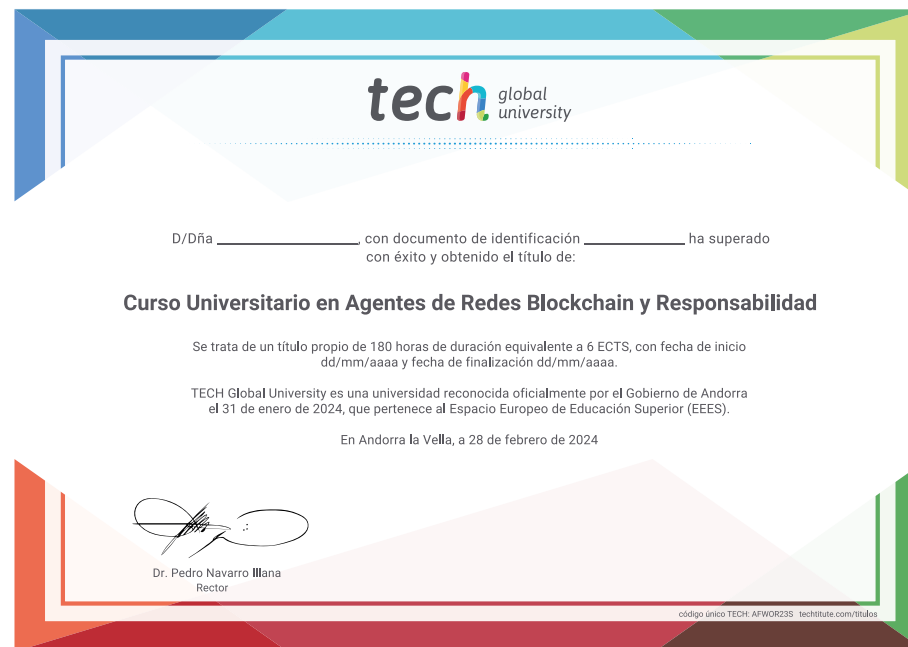 tech global university
D/Dña ____________________, con documento de identificación ______________ ha superado
con éxito y obtenido el título de:
Curso Universitario en Agentes de Redes Blockchain y Responsabilidad
Se trata de un título propio de 180 horas de duración equivalente a 6 ECTS, con fecha de inicio
dd/mm/aaaa y fecha de finalización dd/mm/aaaa.
TECH Global University es una universidad reconocida oficialmente por el Gobierno de Andorra
el 31 de enero de 2024, que pertenece al Espacio Europeo de Educación Superior (EEES).
En Andorra la Vella, a 28 de febrero de 2024
Dr. Pedro Navarro Illana
Rector
código único TECH: AFWOR23S techtitute.com/titulos